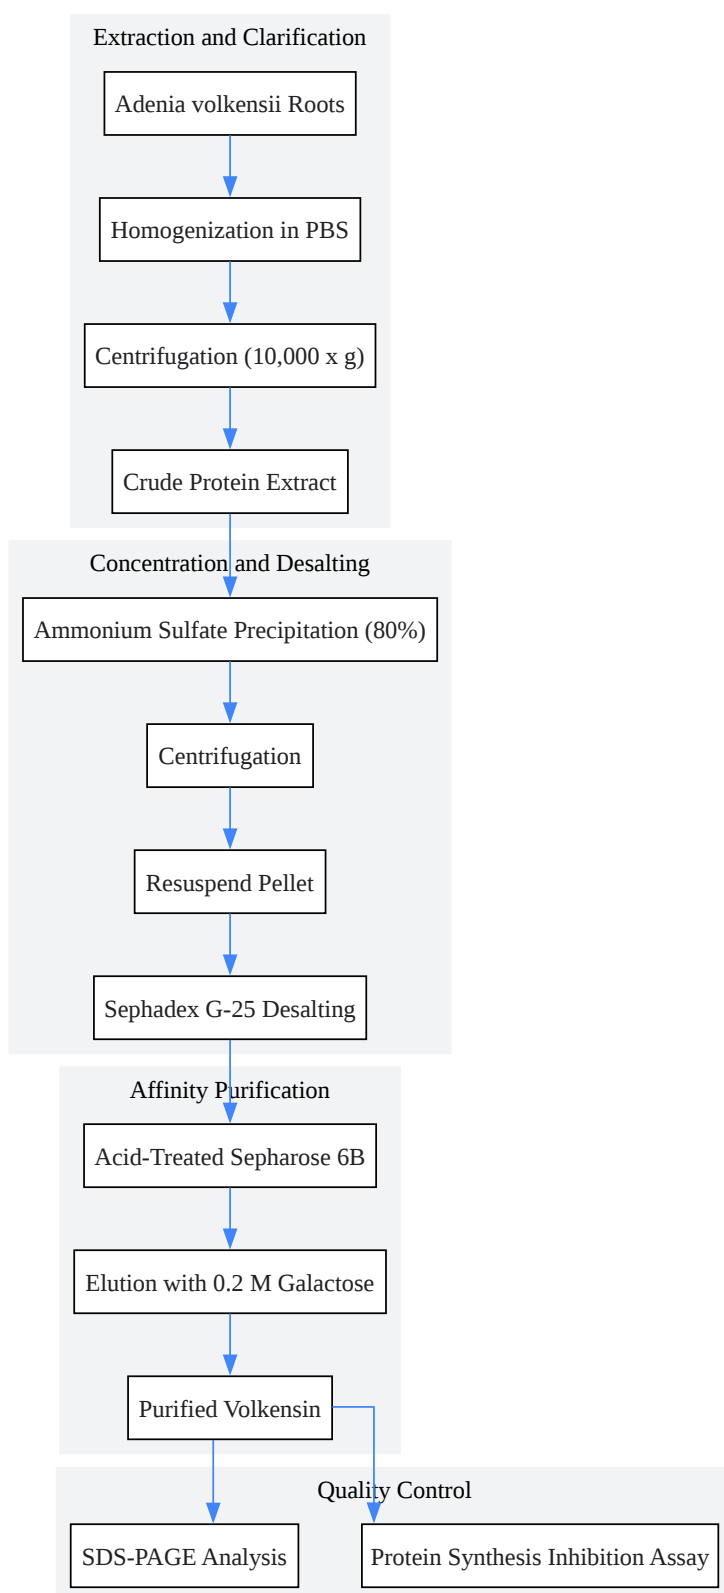 Extraction and Clarification
Adenia volkensii Roots
Homogenization in PBS
Centrifugation (10,000 x g)
Crude Protein Extract
Concentration and Desalting
Ammonium Sulfate Precipitation (80%)
Centrifugation
Resuspend Pellet
Sephadex G-25 Desalting
Affinity Purification
Acid-Treated Sepharose 6B
Elution with 0.2 M Galactose
Purified Volkensin
Quality Control
SDS-PAGE Analysis
Protein Synthesis Inhibition Assay